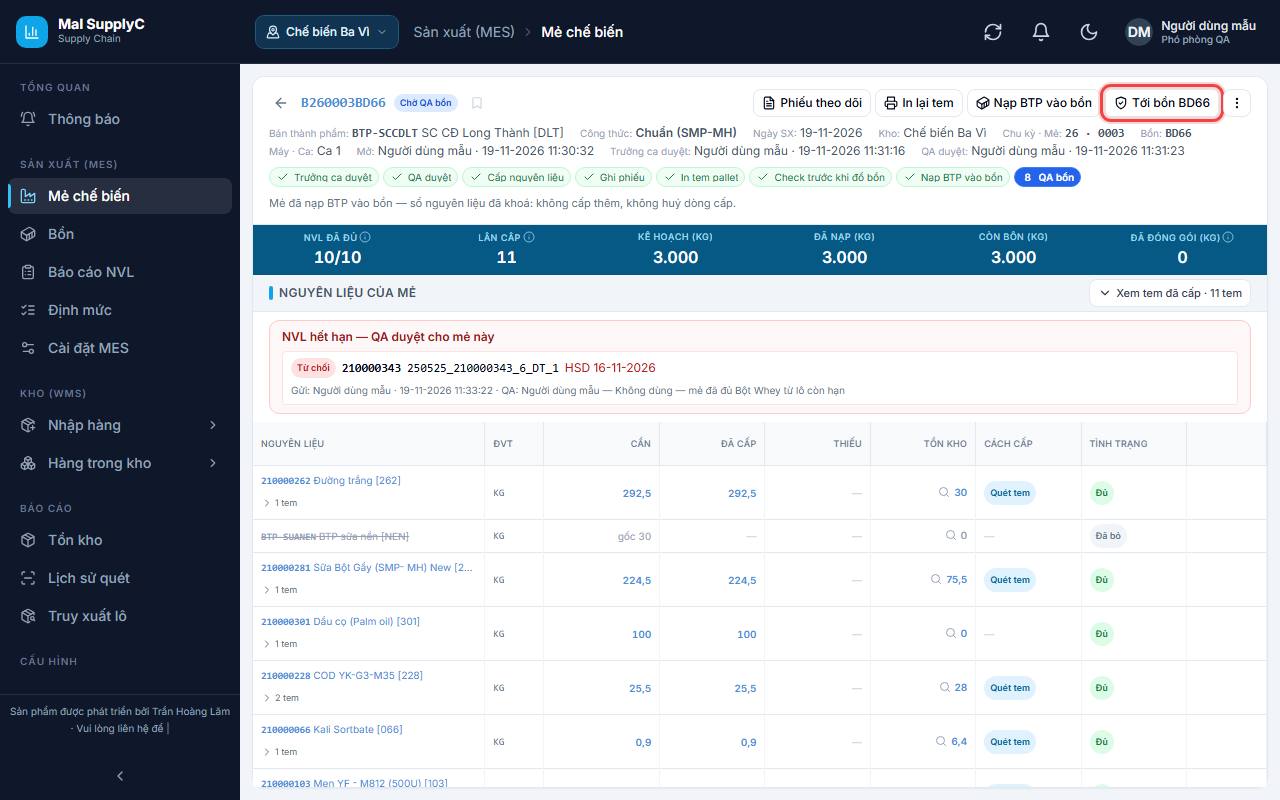 Mal SupplyC
Supply Chain
Chế biến Ba Vì
Sản xuất (MES) > Mẻ chế biến
DM
Người dùng mẫu
Phó phòng QA
TỔNG QUAN
Thông báo
SẢN XUẤT (MES)
Mẻ chế biến
Bồn
Báo cáo NVL
Định mức
Cài đặt MES
KHO (WMS)
Nhập hàng
Hàng trong kho
BÁO CÁO
Tồn kho
Lịch sử quét
Truy xuất lô
CẤU HÌNH
Sản phẩm được phát triển bởi Trần Hoàng Lâm
· Vui lòng liên hệ để |
B260003BD66 Chờ QA bồn
Phiếu theo dõi In lại tem Nạp BTP vào bồn Tới bồn BD66
Bán thành phẩm: BTP-SCCDLT SC CĐ Long Thành [DLT] Công thức: Chuẩn (SMP-MH) Ngày SX: 19-11-2026 Kho: Chế biến Ba Vì Chu kỳ · Mẻ: 26 · 0003 Bồn: BD66
Máy · Ca: Ca 1 Mở: Người dùng mẫu · 19-11-2026 11:30:32 Trưởng ca duyệt: Người dùng mẫu · 19-11-2026 11:31:16 QA duyệt: Người dùng mẫu · 19-11-2026 11:31:23
Trưởng ca duyệt QA duyệt Cấp nguyên liệu Ghi phiếu In tem pallet Check trước khi đổ bồn Nạp BTP vào bồn 8 QA bồn
Mẻ đã nạp BTP vào bồn — sổ nguyên liệu đã khoá: không cấp thêm, không huỷ dòng cấp.
NVL ĐÃ ĐỦ LẦN CẤP KẾ HOẠCH (KG) ĐÃ NẠP (KG) CÒN BỒN (KG) ĐÃ ĐÓNG GÓI (KG)
10/10 11 3.000 3.000 3.000 0
NGUYÊN LIỆU CỦA MẺ
Xem tem đã cấp · 11 tem
NVL hết hạn — QA duyệt cho mẻ này
Từ chối 210000343 250525_210000343_6_DT_1 HSD 16-11-2026
Gửi: Người dùng mẫu · 19-11-2026 11:33:22 · QA: Người dùng mẫu — Không dùng — mẻ đã đủ Bột Whey từ lô còn hạn
NGUYÊN LIỆU ĐVT CẦN ĐÃ CẤP THIẾU TỒN KHO CÁCH CẤP TÌNH TRẠNG
210000262 Đường trắng [262]
1 tem
KG 292,5 292,5 — 30 Quét tem Đủ
BTP-SUANEN BTP sữa nền [NEN] KG gốc 30 — — 0 — Đã bỏ
210000281 Sữa Bột Gầy (SMP- MH) New [2...
1 tem
KG 224,5 224,5 — 75,5 Quét tem Đủ
210000301 Dầu cọ (Palm oil) [301]
1 tem
KG 100 100 — 0 — Đủ
210000228 COD YK-G3-M35 [228]
2 tem
KG 25,5 25,5 — 28 Quét tem Đủ
210000066 Kali Sortbate [066]
1 tem
KG 0,9 0,9 — 6,4 Quét tem Đủ
210000103 Men YF - M812 (500U) [103]